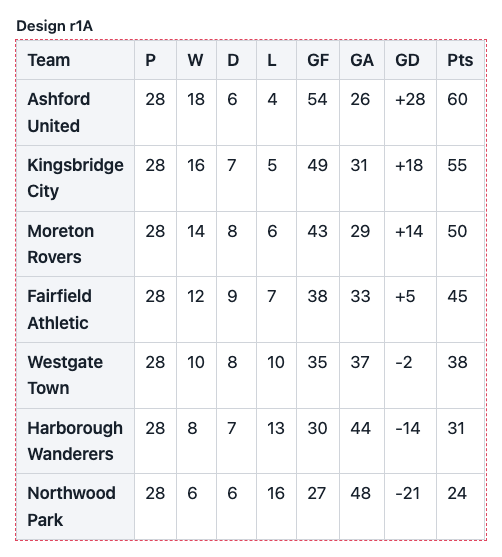 Design r1A
Team P W D L GF GA GD Pts
Ashford United 28 18 6 4 54 26 +28 60
Kingsbridge City 28 16 7 5 49 31 +18 55
Moreton Rovers 28 14 8 6 43 29 +14 50
Fairfield Athletic 28 12 9 7 38 33 +5 45
Westgate Town 28 10 8 10 35 37 -2 38
Harborough Wanderers 28 8 7 13 30 44 -14 31
Northwood Park 28 6 6 16 27 48 -21 24